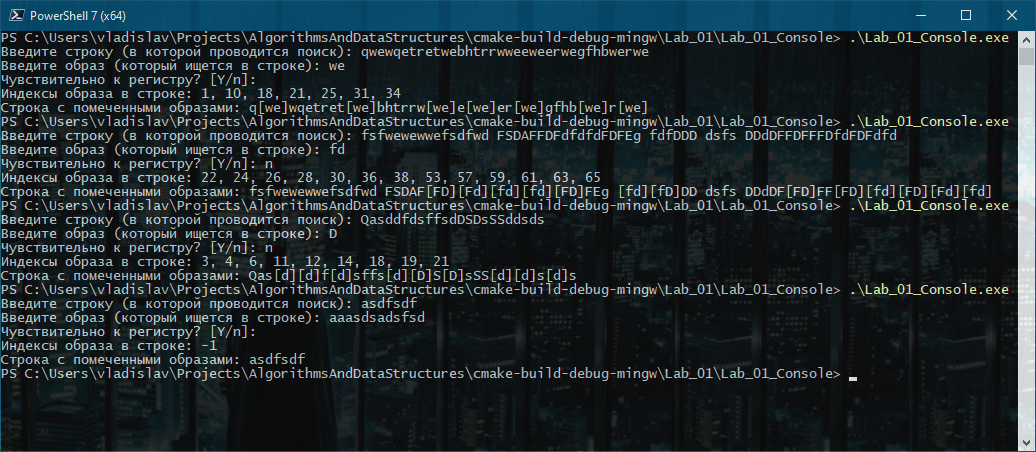 PowerShell 7 (x64)
PS C:\Users\vladislav\Projects\AlgorithmsAndDataStructures\cmake-build-debug-mingw\Lab_01\Lab_01_Console> .\Lab_01_Console.exe
Введите строку (в которой проводится поиск): qwewqetretwebhtrrwweeweerwegfhbwerwe
Введите образ (который ищется в строке): we
Чувствительно к регистру? [Y/n]:
Индексы образа в строке: 1, 10, 18, 21, 25, 31, 34
Строка с помеченными образами: q[we]wqetret[we]bhtrrw[we]e[we]er[we]gfhb[we]r[we]
PS C:\Users\vladislav\Projects\AlgorithmsAndDataStructures\cmake-build-debug-mingw\Lab_01\Lab_01_Console> .\Lab_01_Console.exe
Введите строку (в которой проводится поиск): fsfwewewwefsdfwd FSDAFFDFdfdfdFDFEg fdfDDD dsfs DDdDFFDFFFDfdFDFdfd
Введите образ (который ищется в строке): fd
Чувствительно к регистру? [Y/n]: n
Индексы образа в строке: 22, 24, 26, 28, 30, 36, 38, 53, 57, 59, 61, 63, 65
Строка с помеченными образами: fsfwewewwefsdfwd FSDAF[FD][Fd][fd][fd][FD]FEg [fd][fD]DD dsfs DDdDF[FD]FF[FD][fd][FD][Fd][fd]
PS C:\Users\vladislav\Projects\AlgorithmsAndDataStructures\cmake-build-debug-mingw\Lab_01\Lab_01_Console> .\Lab_01_Console.exe
Введите строку (в которой проводится поиск): QasddfdsffsdDSDsSSddsds
Введите образ (который ищется в строке): D
Чувствительно к регистру? [Y/n]: n
Индексы образа в строке: 3, 4, 6, 11, 12, 14, 18, 19, 21
Строка с помеченными образами: Qas[d][d]f[d]sffs[d][D]S[D]sSS[d][d]s[d]s
PS C:\Users\vladislav\Projects\AlgorithmsAndDataStructures\cmake-build-debug-mingw\Lab_01\Lab_01_Console> .\Lab_01_Console.exe
Введите строку (в которой проводится поиск): asdfsdf
Введите образ (который ищется в строке): aaasdsadsfsd
Чувствительно к регистру? [Y/n]:
Индексы образа в строке: -1
Строка с помеченными образами: asdfsdf
PS C:\Users\vladislav\Projects\AlgorithmsAndDataStructures\cmake-build-debug-mingw\Lab_01\Lab_01_Console>